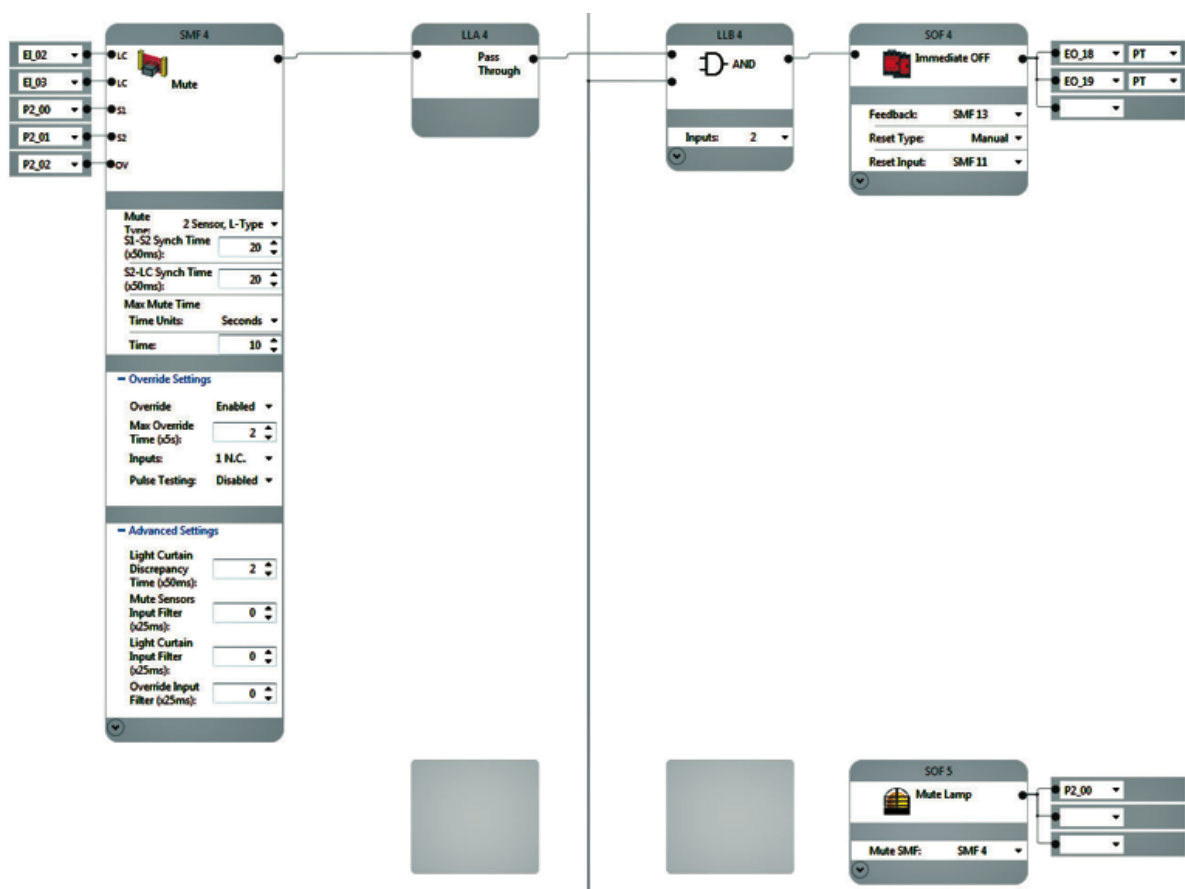 SMF 4
EI_02
LC
EI_03
LC
Mute
P2_00
S1
P2_01
S2
P2_02
OV
Mute
Type:
2 Sensor, L-Type
S1-S2 Synch Time
(x50ms):
20
S2-LC Synch Time
(x50ms):
20
Max Mute Time
Time Units:
Seconds
Time:
10
Override Settings
Override
Enabled
Max Override
Time (x5s):
2
Inputs:
1 N.C.
Pulse Testing:
Disabled
Advanced Settings
Light Curtain
Discrepancy
Time (x50ms):
2
Mute Sensors
Input Filter
(x25ms):
0
Light Curtain
Input Filter
(x25ms):
0
Override Input
Filter (x25ms):
0
LLA 4
Pass
Through
LLB 4
AND
Inputs:
2
SOF 4
Immediate OFF
Feedback:
SMF 13
Reset Type:
Manual
Reset Input:
SMF 11
EO_18
PT
EO_19
PT
SOF 5
Mute Lamp
Mute SMF:
SMF 4
P2_00